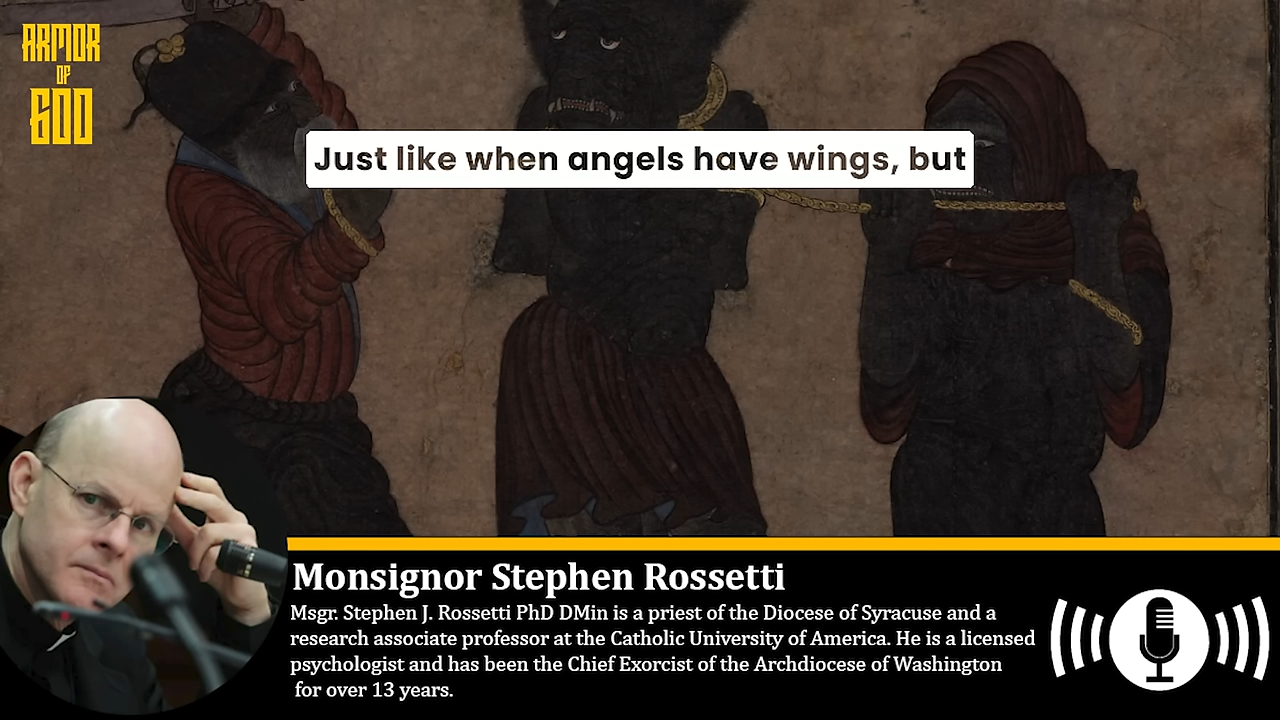 ARMOR
OF
GOD
Just like when angels have wings, but
Monsignor Stephen Rossetti
Msgr. Stephen J. Rossetti PhD DMin is a priest of the Diocese of Syracuse and a
research associate professor at the Catholic University of America. He is a licensed
psychologist and has been the Chief Exorcist of the Archdiocese of Washington
for over 13 years.